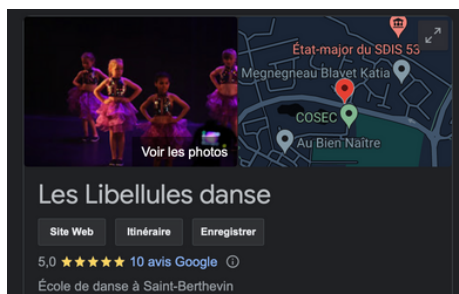 État-major du SDIS 53
Megnegneau Blavet Katia
COSEC
Au Bien Naître
Voir les photos
Les Libellules danse
Site Web
Itinéraire
Enregistrer
5,0 ★★★★★ 10 avis Google
École de danse à Saint-Berthevin